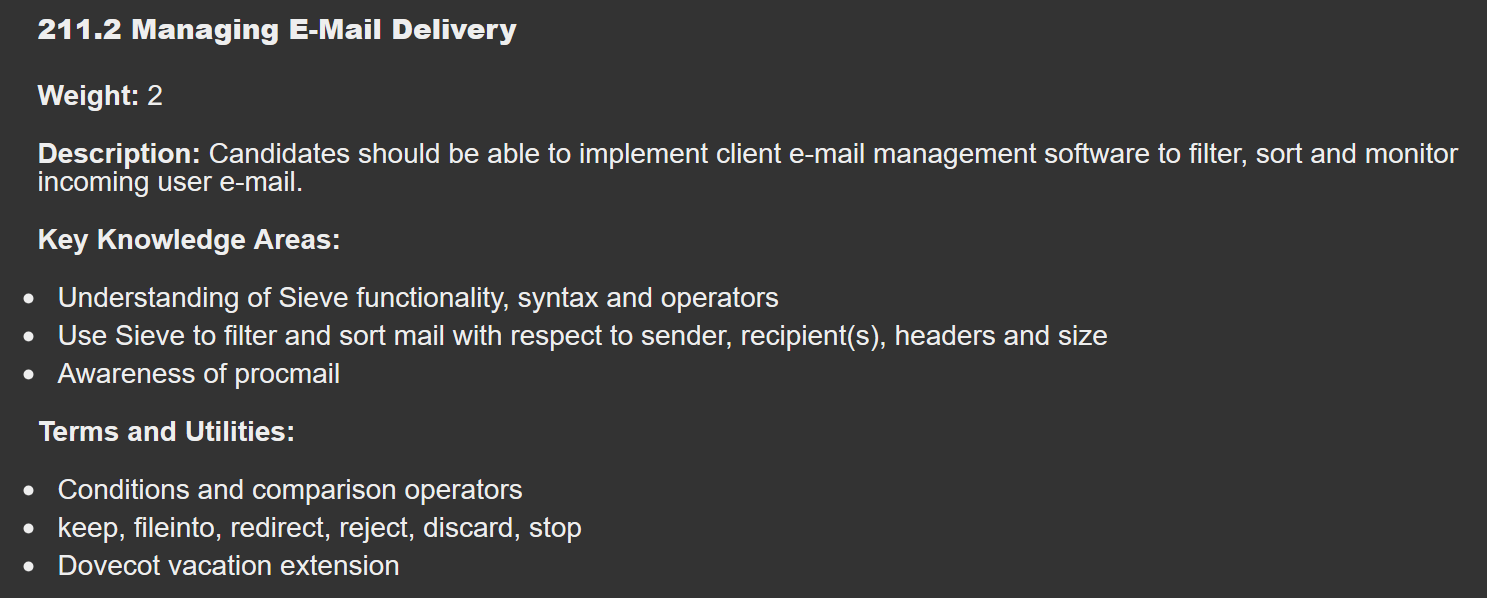 211.2 Managing E-Mail Delivery
Weight: 2
Description: Candidates should be able to implement client e-mail management software to filter, sort and monitor
incoming user e-mail.
Key Knowledge Areas:
Understanding of Sieve functionality, syntax and operators
Use Sieve to filter and sort mail with respect to sender, recipient(s), headers and size
Awareness of procmail
Terms and Utilities:
Conditions and comparison operators
keep, fileinto, redirect, reject, discard, stop
Dovecot vacation extension